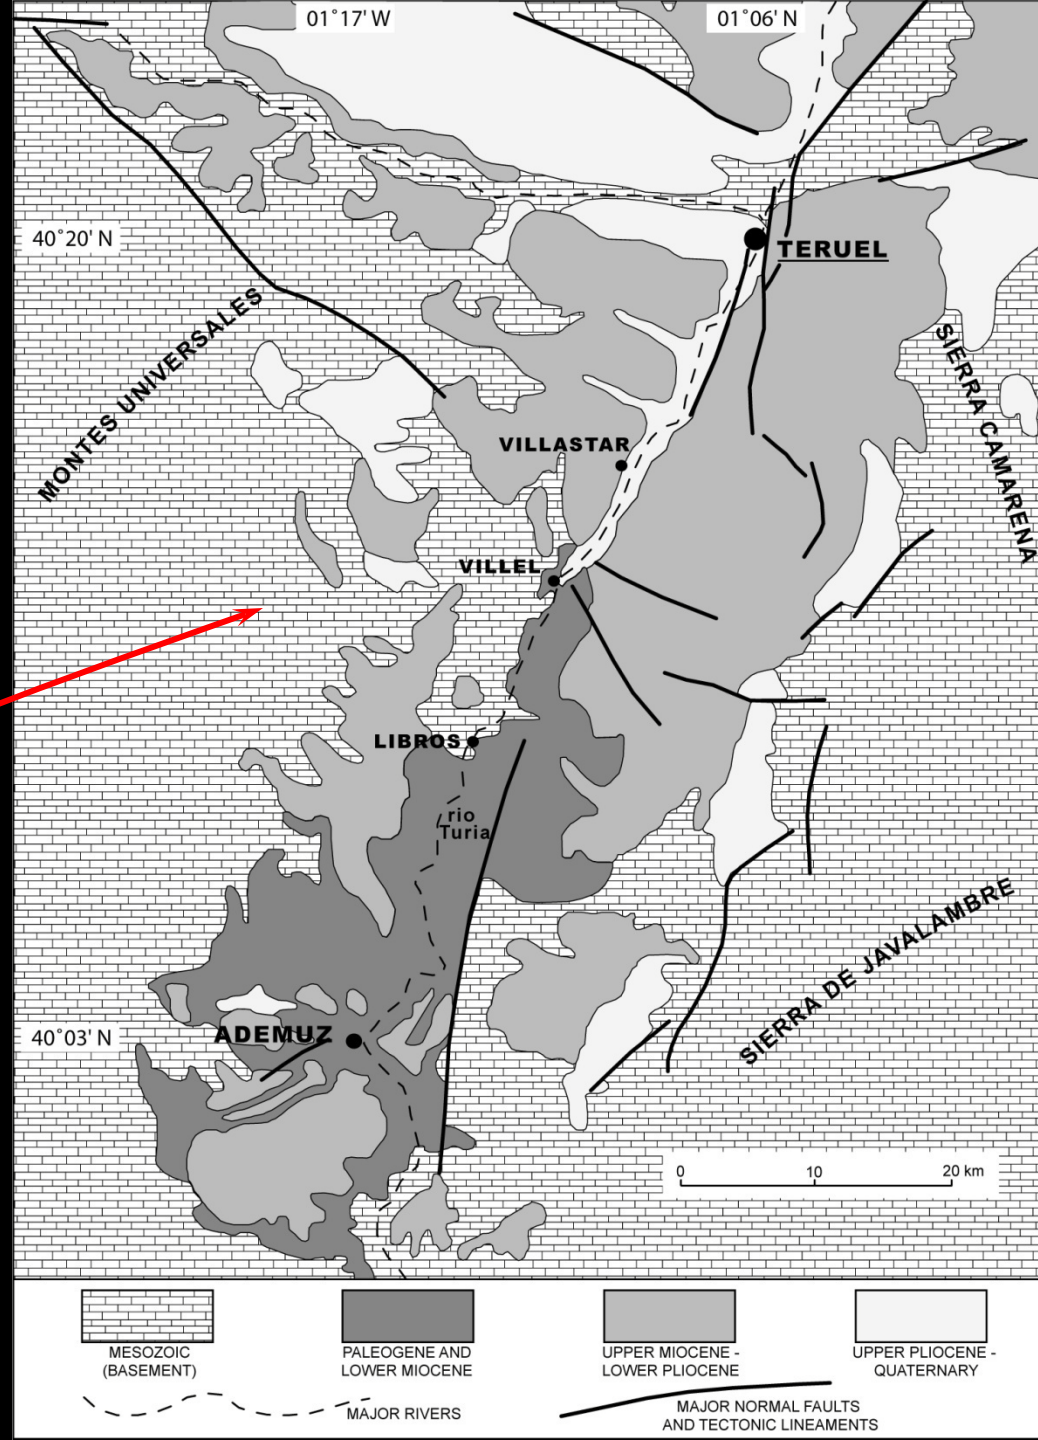 01°17' W
01°06' N
40°20' N
TERUEL
MONTES UNIVERSALES
SIERRA CAMARENA
VILLASTAR
VILLEL
LIBROS
rio
Turia
SIERRA DE JAVALAMBRE
40°03' N
ADEMUZ
0 10 20 km
MESOZOIC
(BASEMENT)
PALEOGENE AND
LOWER MIOCENE
UPPER MIOCENE -
LOWER PLIOCENE
UPPER PLIOCENE -
QUATERNARY
MAJOR RIVERS
MAJOR NORMAL FAULTS
AND TECTONIC LINEAMENTS